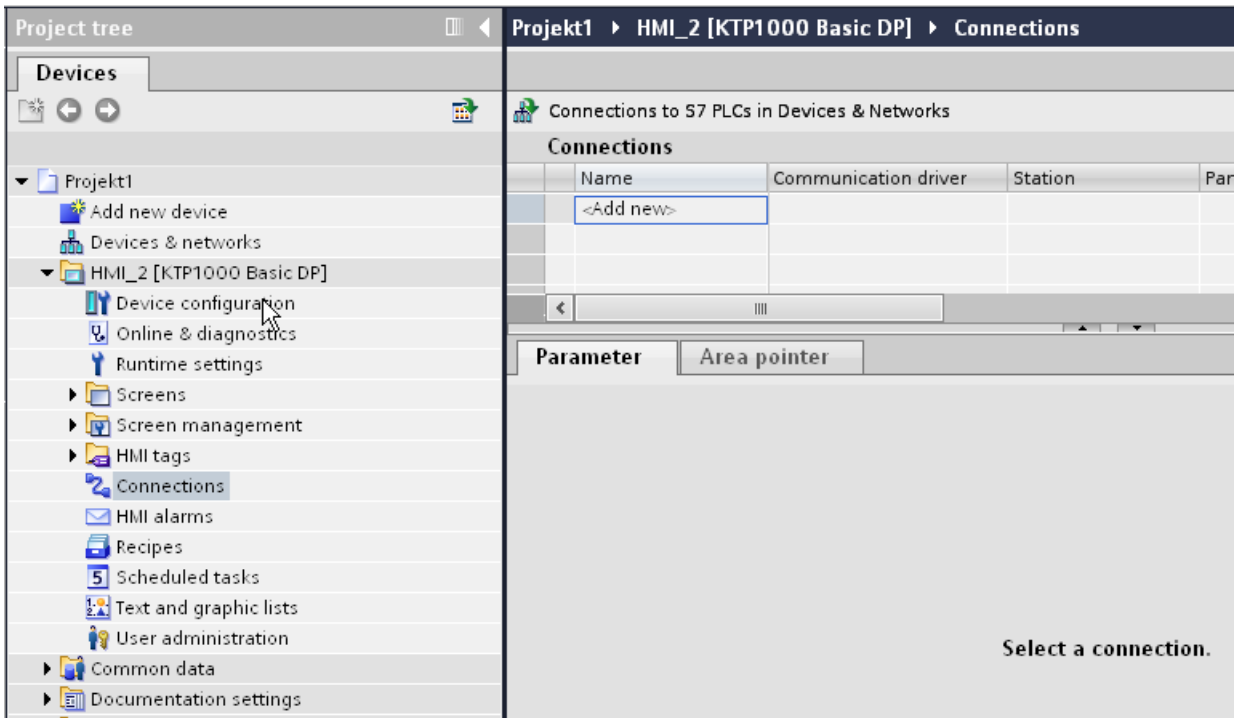 Project tree
Devices
Projekt1
Add new device
Devices & networks
HMI_2 [KTP1000 Basic DP]
Device configuration
Online & diagnostics
Runtime settings
Screens
Screen management
HMI tags
Connections
HMI alarms
Recipes
5 Scheduled tasks
Text and graphic lists
User administration
Common data
Documentation settings
Projekt1 HMI_2 [KTP1000 Basic DP] Connections
Connections to S7 PLCs in Devices & Networks
Connections
Name Communication driver Station Par
<Add new>
Parameter Area pointer
Select a connection.